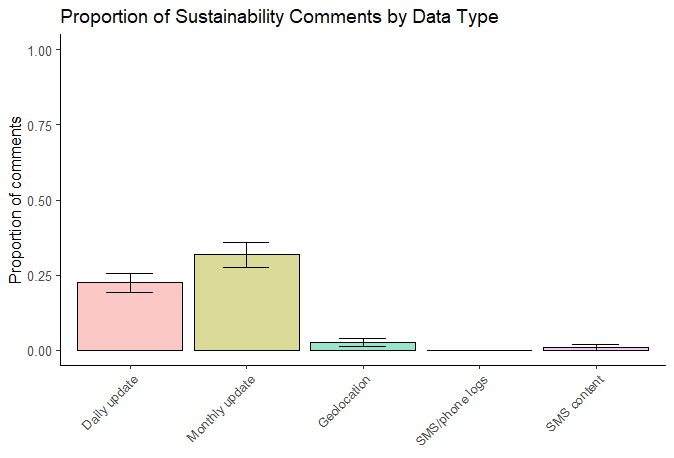 Proportion of Sustainability Comments by Data Type
Proportion of comments
1.00
0.75
0.50
0.25
0.00
Daily update
Monthly update
Geolocation
SMS/phone logs
SMS content